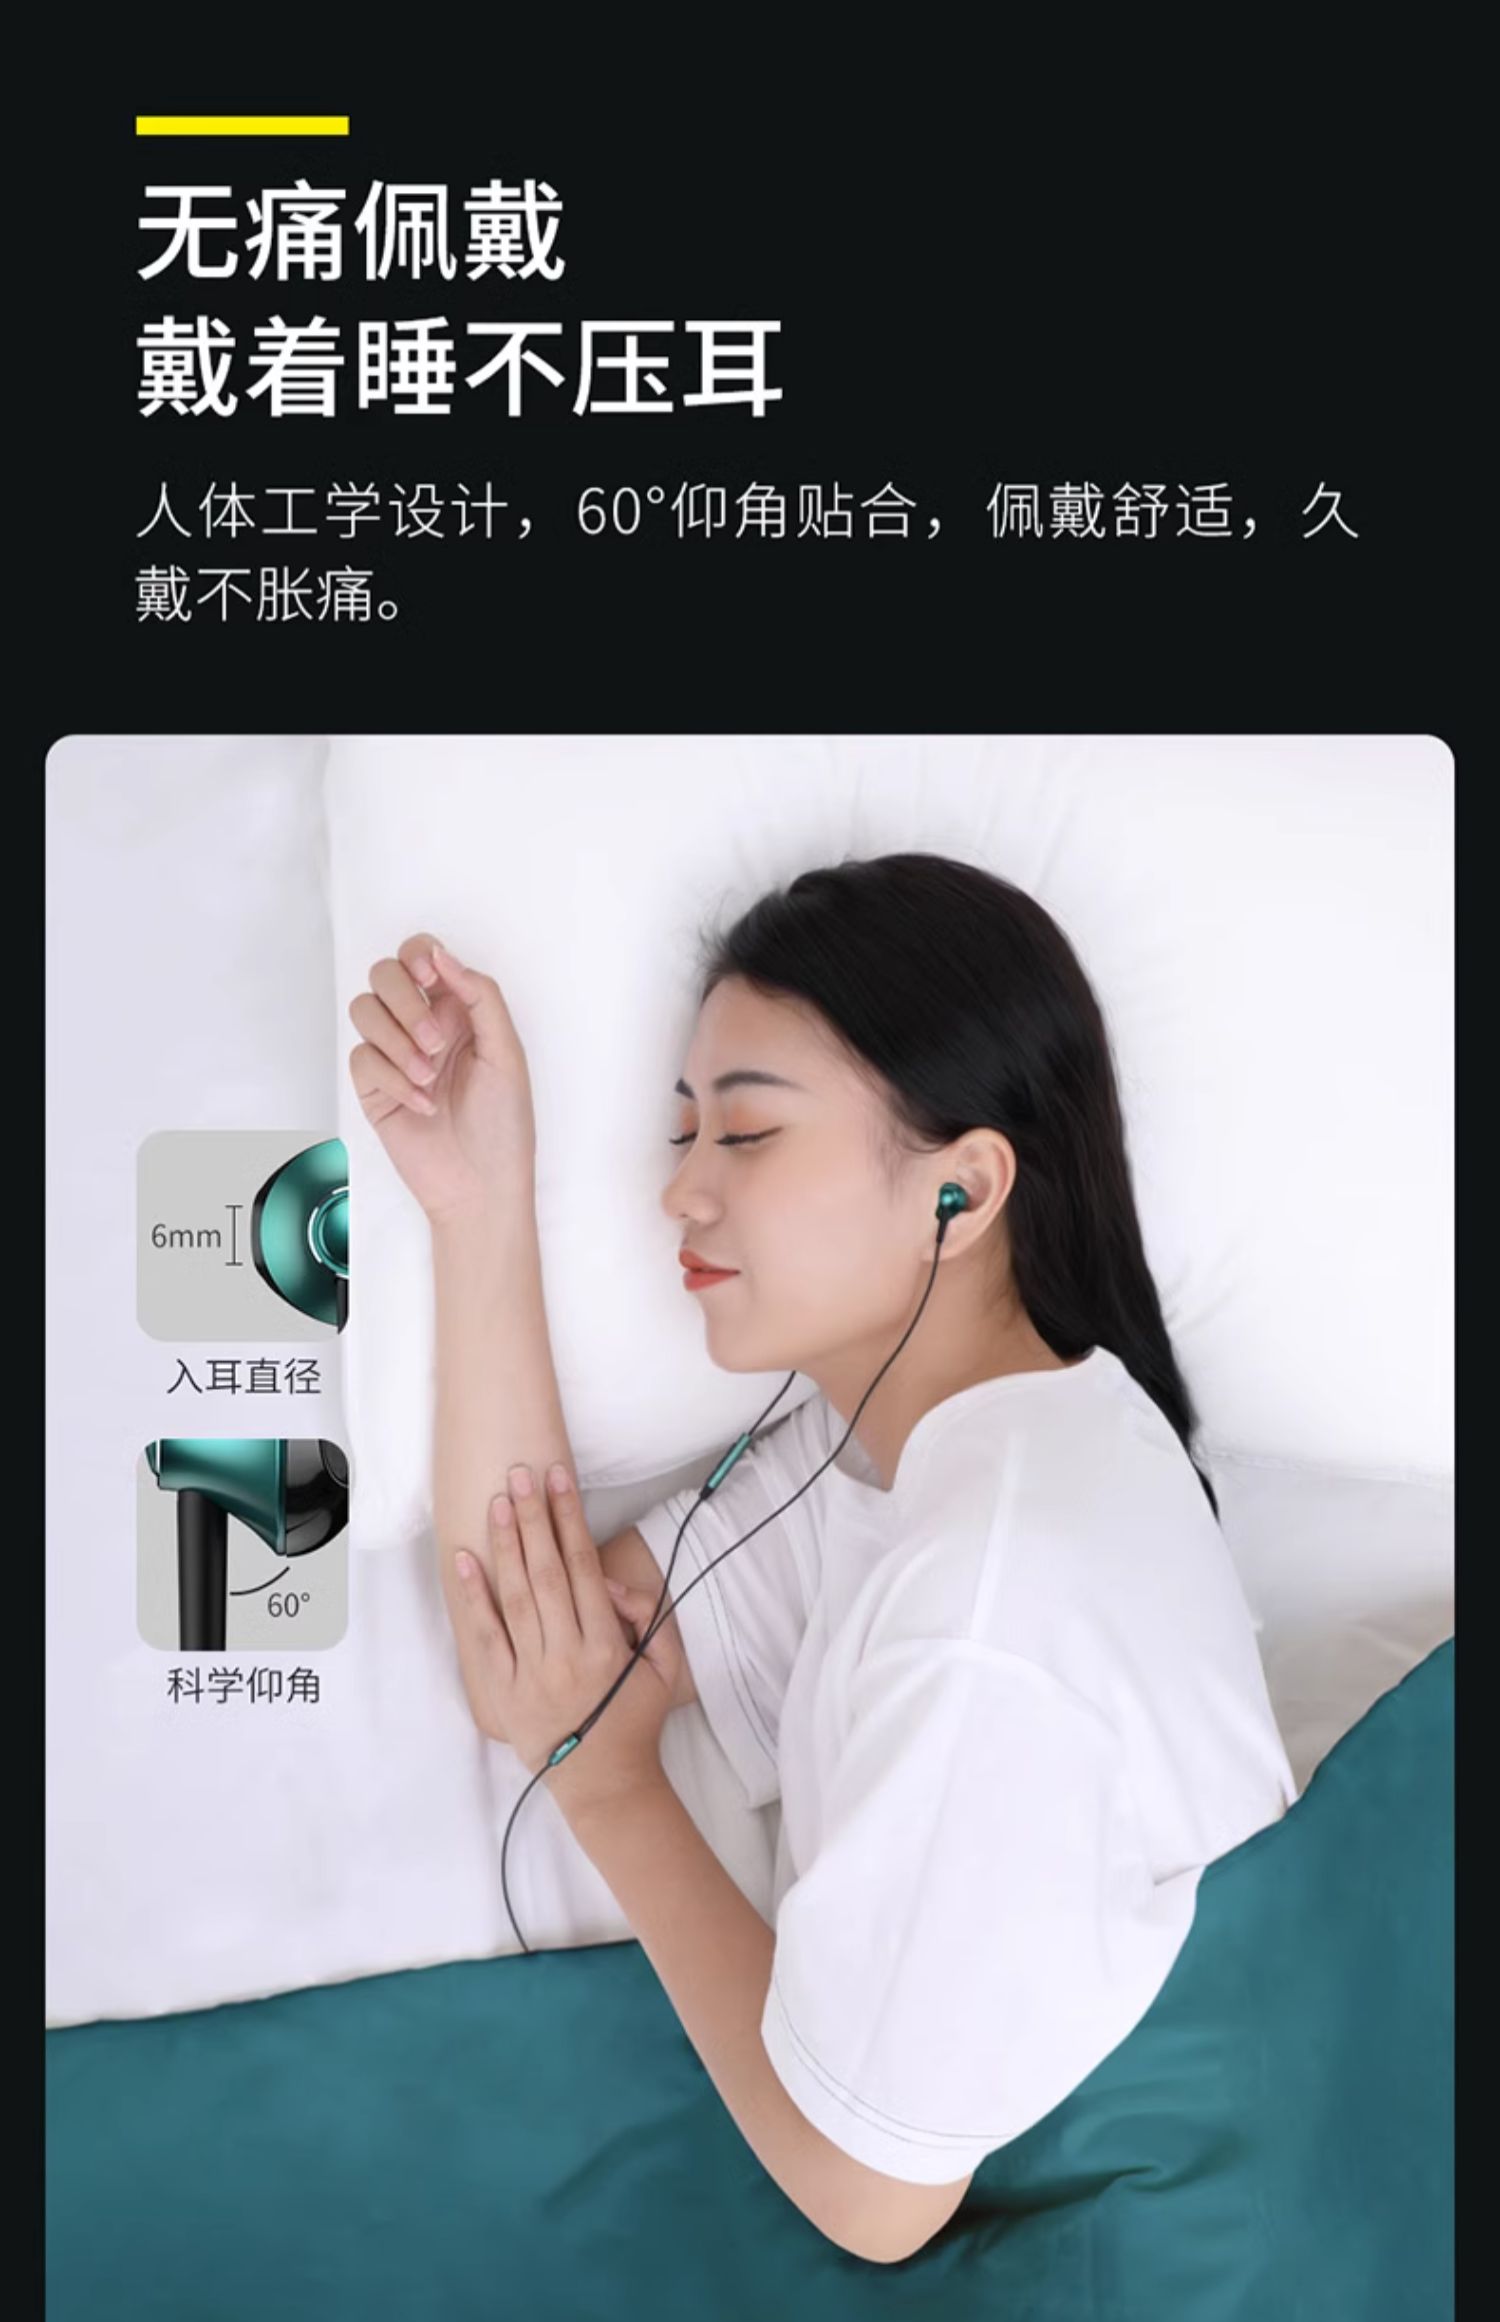 无痛佩戴
戴着睡不压耳
人体工学设计，60°仰角贴合，佩戴舒适，久
戴不胀痛。
6mm
入耳直径
60°
科学仰角